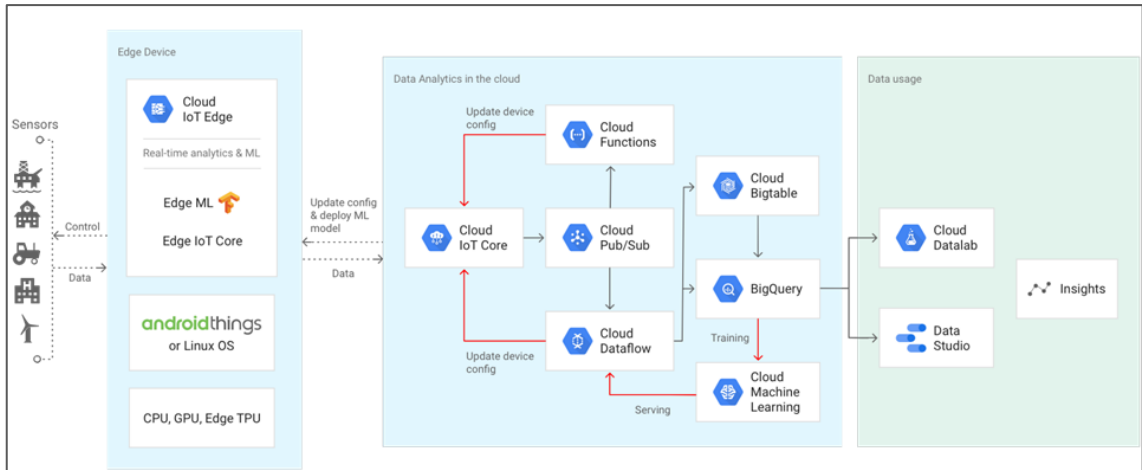 Sensors
Control
Data
Edge Device
Cloud
IoT Edge
Real-time analytics & ML
Edge ML
Edge IoT Core
androidthings
or Linux OS
CPU, GPU, Edge TPU
Update config
& deploy ML
model
Data
Data Analytics in the cloud
Update device
config
Cloud
Functions
Cloud
IoT Core
Cloud
Pub/Sub
Update device
config
Cloud
Dataflow
Cloud
Bigtable
BigQuery
Training
Serving
Cloud
Machine
Learning
Data usage
Cloud
Datalab
Data
Studio
Insights